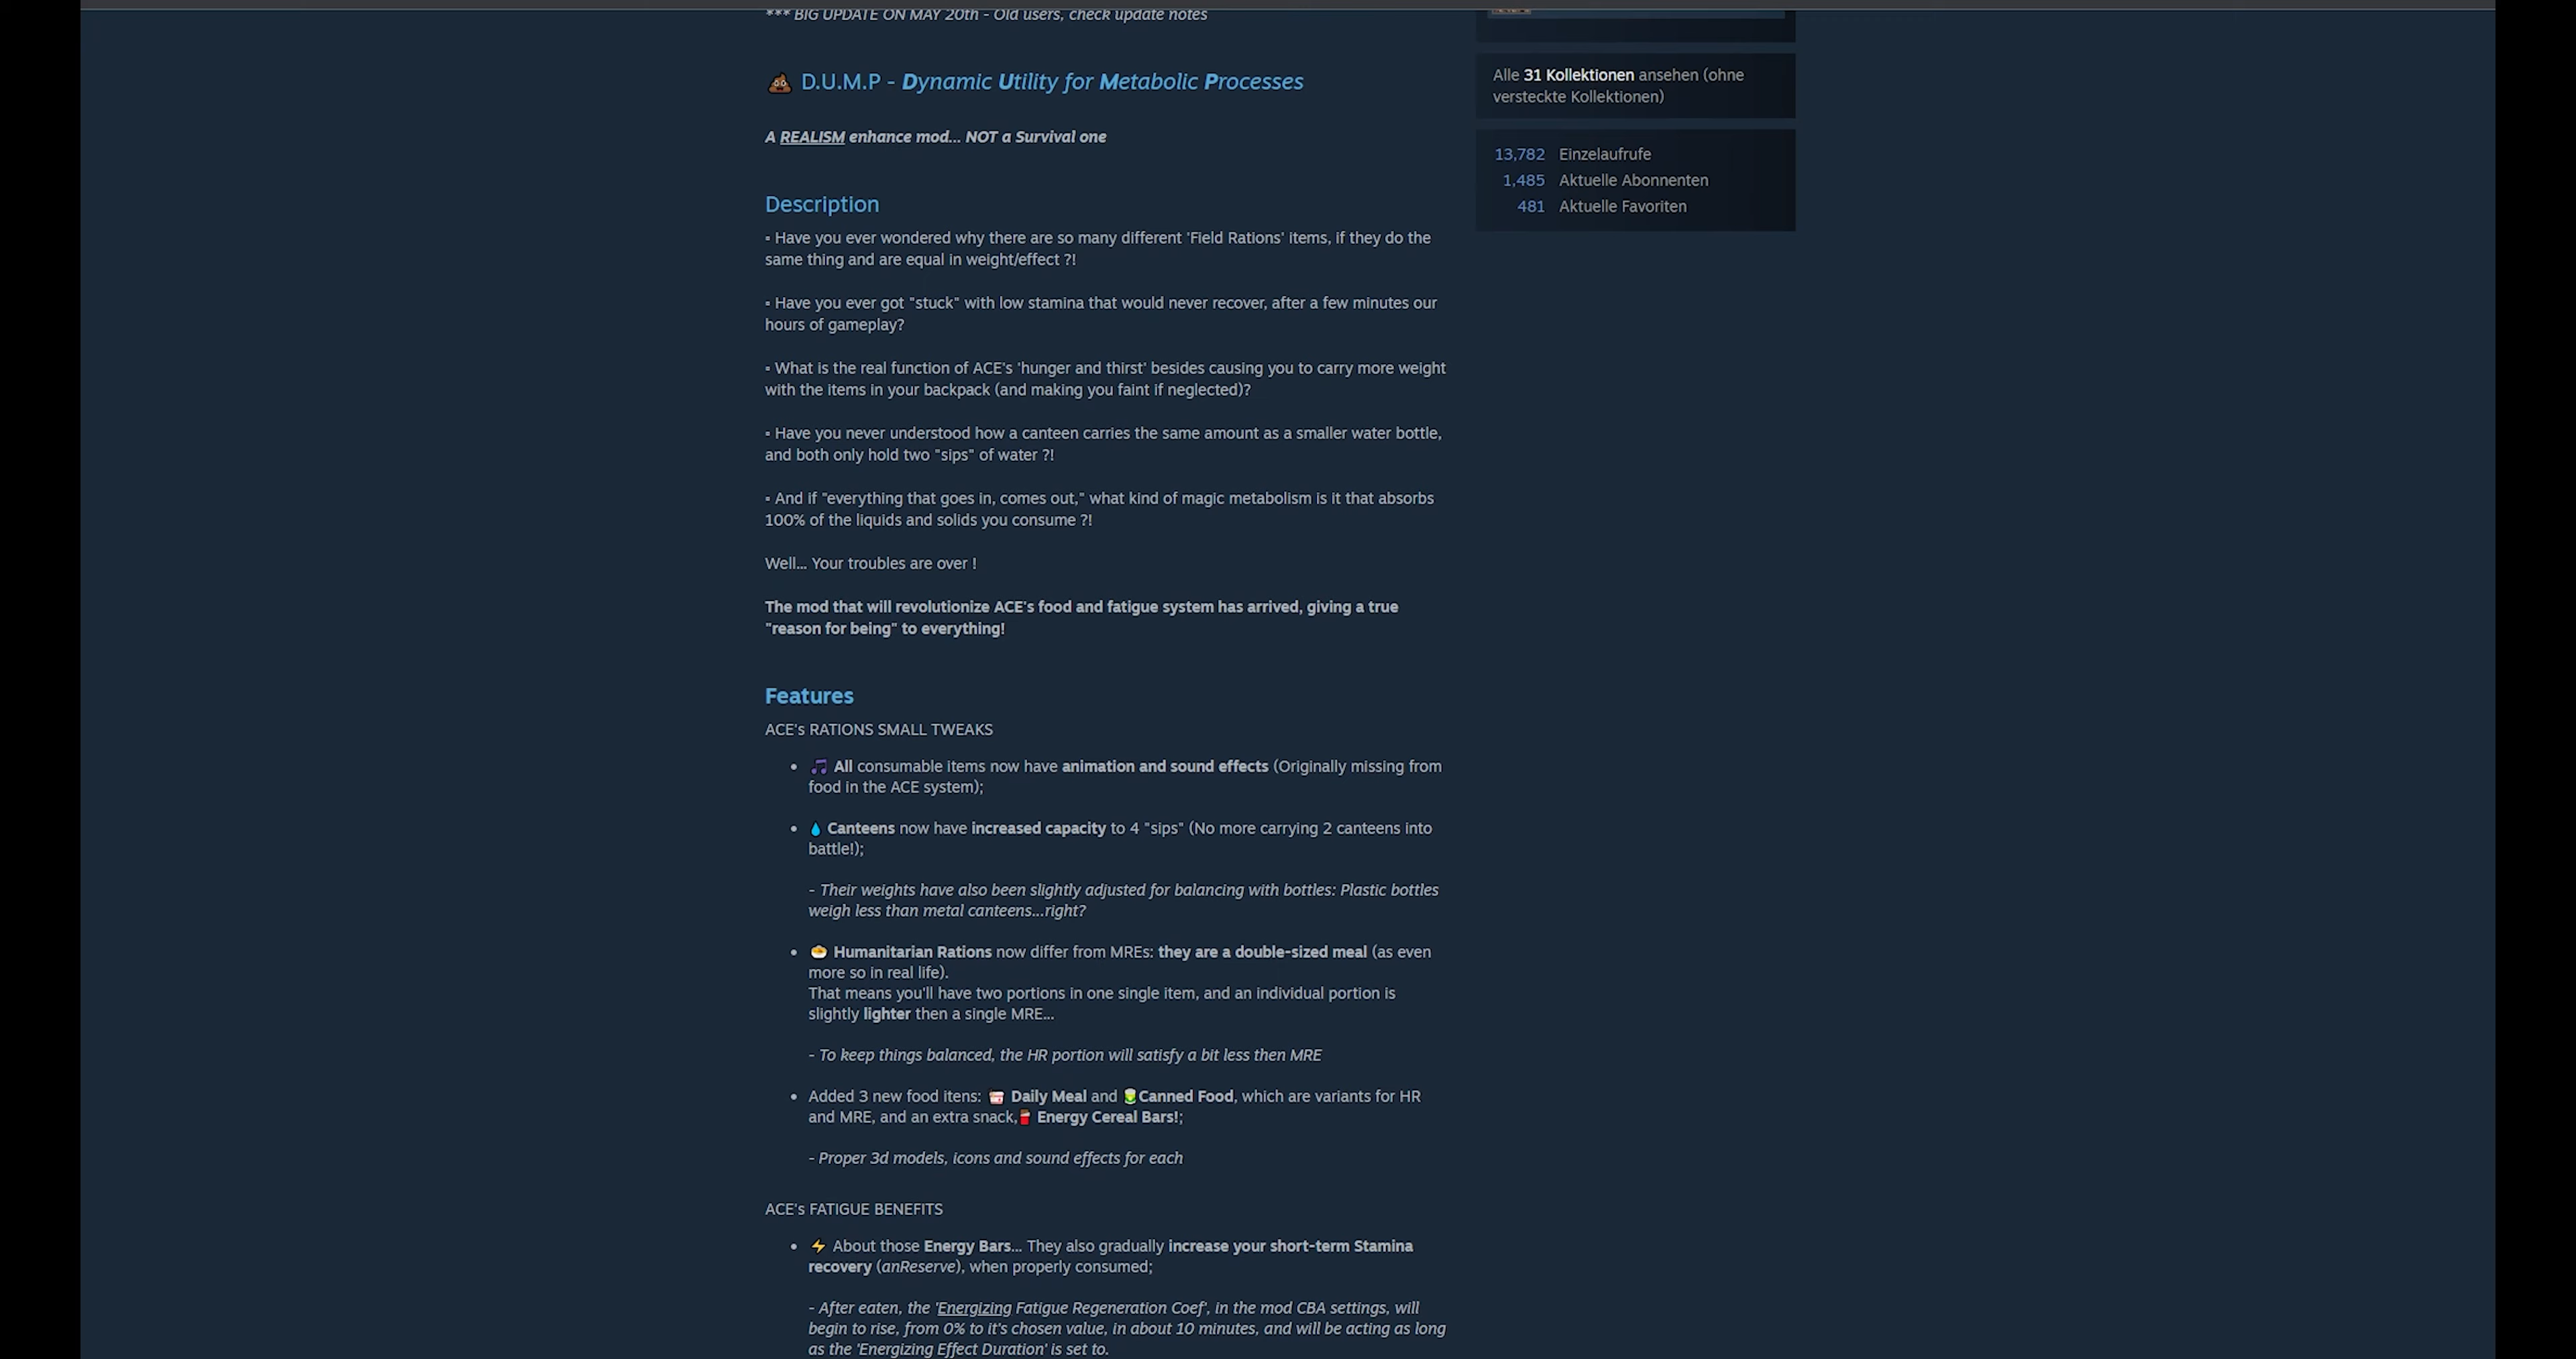 *** BIG UPDATE ON MAY 20th - Old users, check update notes
D.U.M.P - Dynamic Utility for Metabolic Processes
A REALISM enhance mod... NOT a Survival one
Description
▪ Have you ever wondered why there are so many different 'Field Rations' items, if they do the
same thing and are equal in weight/effect ?!
▪ Have you ever got "stuck" with low stamina that would never recover, after a few minutes our
hours of gameplay?
▪ What is the real function of ACE's 'hunger and thirst' besides causing you to carry more weight
with the items in your backpack (and making you faint if neglected)?
▪ Have you never understood how a canteen carries the same amount as a smaller water bottle,
and both only hold two "sips" of water ?!
▪ And if "everything that goes in, comes out," what kind of magic metabolism is it that absorbs
100% of the liquids and solids you consume ?!
Well... Your troubles are over !
The mod that will revolutionize ACE's food and fatigue system has arrived, giving a true
"reason for being" to everything!
Features
ACE's RATIONS SMALL TWEAKS
• 🎵 All consumable items now have animation and sound effects (Originally missing from
food in the ACE system);
• 💧 Canteens now have increased capacity to 4 "sips" (No more carrying 2 canteens into
battle!);
- Their weights have also been slightly adjusted for balancing with bottles: Plastic bottles
weigh less than metal canteens...right?
• Humanitarian Rations now differ from MREs: they are a double-sized meal (as even
more so in real life).
That means you'll have two portions in one single item, and an individual portion is
slightly lighter then a single MRE...
- To keep things balanced, the HR portion will satisfy a bit less then MRE
• Added 3 new food itens: Daily Meal and Canned Food, which are variants for HR
and MRE, and an extra snack, Energy Cereal Bars!;
- Proper 3d models, icons and sound effects for each
ACE's FATIGUE BENEFITS
• ⚡ About those Energy Bars... They also gradually increase your short-term Stamina
recovery (anReserve), when properly consumed;
- After eaten, the 'Energizing Fatigue Regeneration Coef', in the mod CBA settings, will
begin to rise, from 0% to it's chosen value, in about 10 minutes, and will be acting as long
as the 'Energizing Effect Duration' is set to.
Alle 31 Kollektionen ansehen (ohne
versteckte Kollektionen)
13,782 Einzelaufrufe
1,485 Aktuelle Abonnenten
481 Aktuelle Favoriten